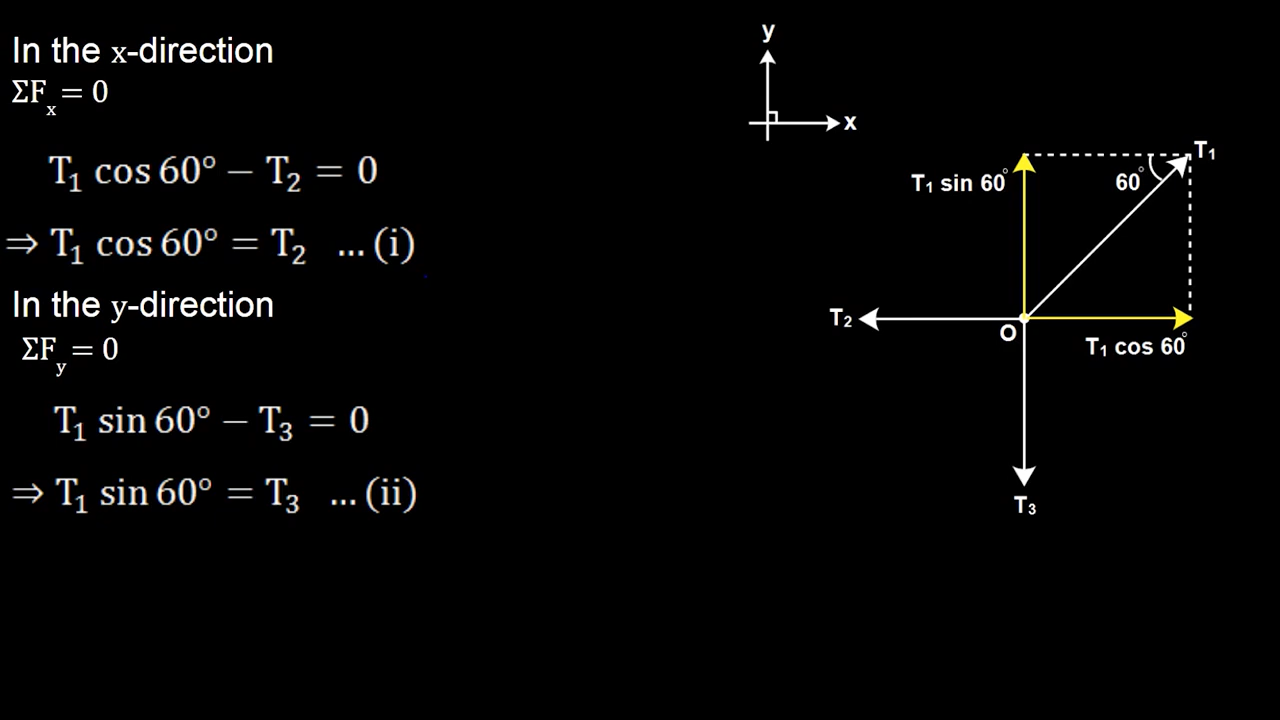 In the x-direction
ΣFₓ = 0
T₁ cos 60° − T₂ = 0
⇒ T₁ cos 60° = T₂ ...(i)
In the y-direction
ΣF_y = 0
T₁ sin 60° − T₃ = 0
⇒ T₁ sin 60° = T₃ ...(ii)
y
x
T₁
T₁ sin 60°
60°
T₂
O
T₁ cos 60°
T₃